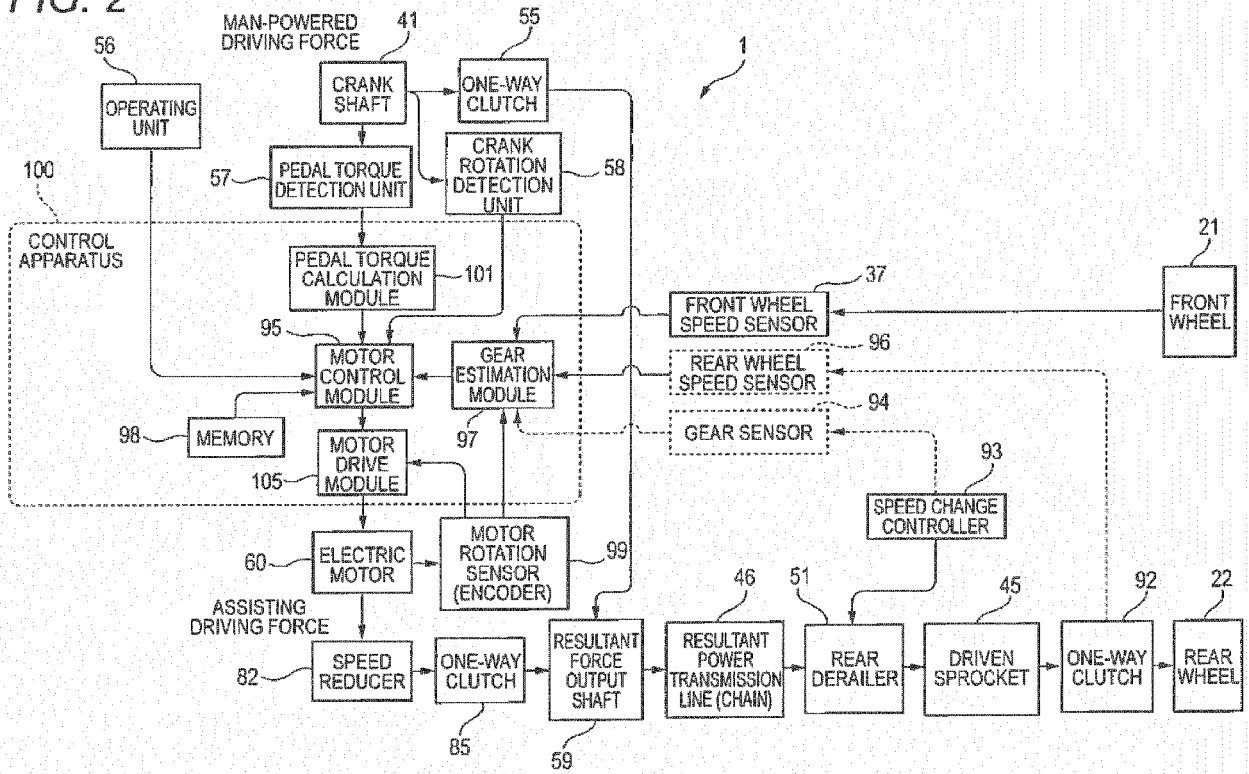 FIG. 2
MAN-POWERED
DRIVING FORCE
41
55
56
1
CRANK
SHAFT
ONE-WAY
CLUTCH
OPERATING
UNIT
CRANK
ROTATION
DETECTION
UNIT
58
57
PEDAL TORQUE
DETECTION UNIT
100
CONTROL
APPARATUS
PEDAL TORQUE
CALCULATION
MODULE
101
21
37
FRONT WHEEL
SPEED SENSOR
FRONT
WHEEL
95
MOTOR
CONTROL
MODULE
GEAR
ESTIMATION
MODULE
97
96
REAR WHEEL
SPEED SENSOR
94
GEAR SENSOR
98
MEMORY
MOTOR
DRIVE
MODULE
105
93
SPEED CHANGE
CONTROLLER
60
ELECTRIC
MOTOR
MOTOR
ROTATION
SENSOR
(ENCODER)
99
ASSISTING
DRIVING FORCE
46
51
45
92
22
82
SPEED
REDUCER
ONE-WAY
CLUTCH
85
RESULTANT
FORCE
OUTPUT
SHAFT
59
RESULTANT
POWER
TRANSMISSION
LINE (CHAIN)
REAR
DERAILER
DRIVEN
SPROCKET
ONE-WAY
CLUTCH
REAR
WHEEL